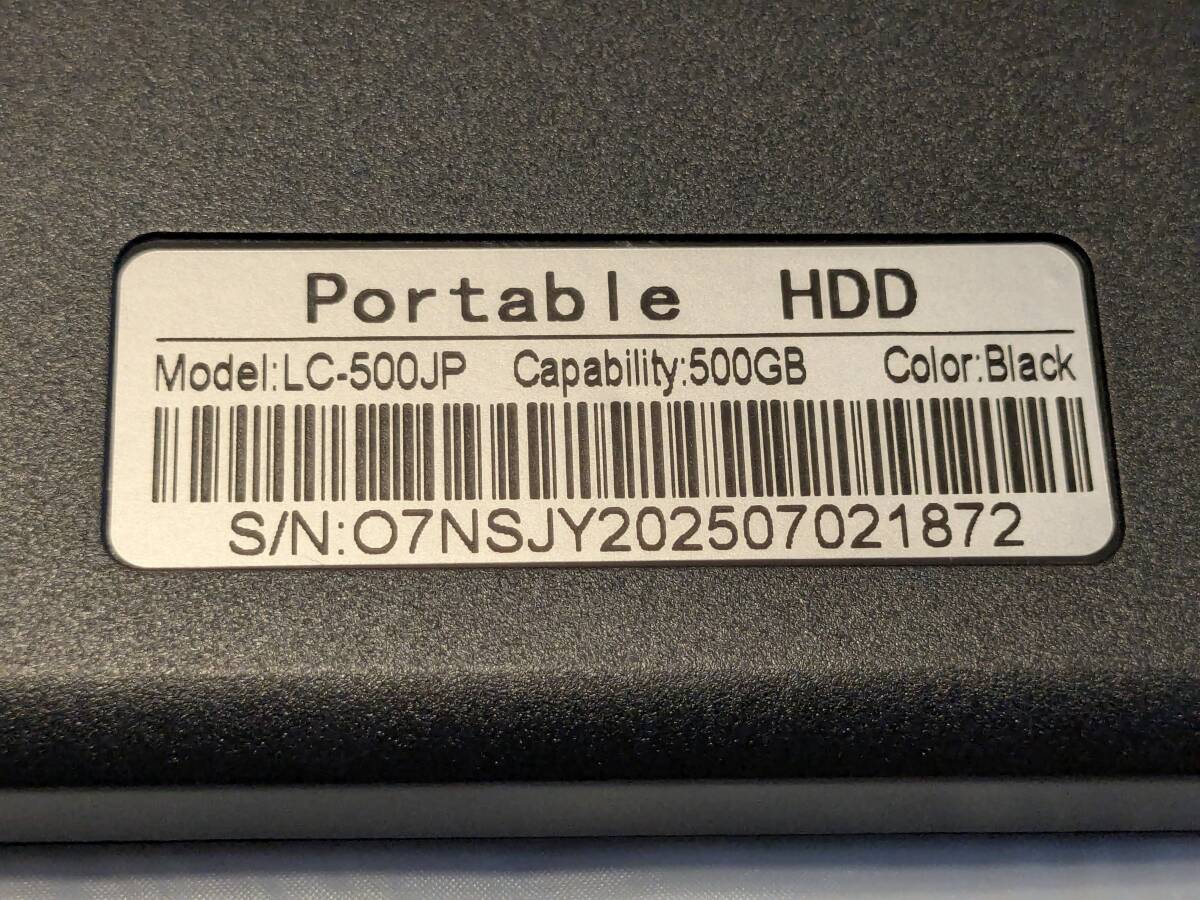 Portable HDD
Model:LC-500JP Capability:500GB Color:Black
S/N:O7NSJY202507021872